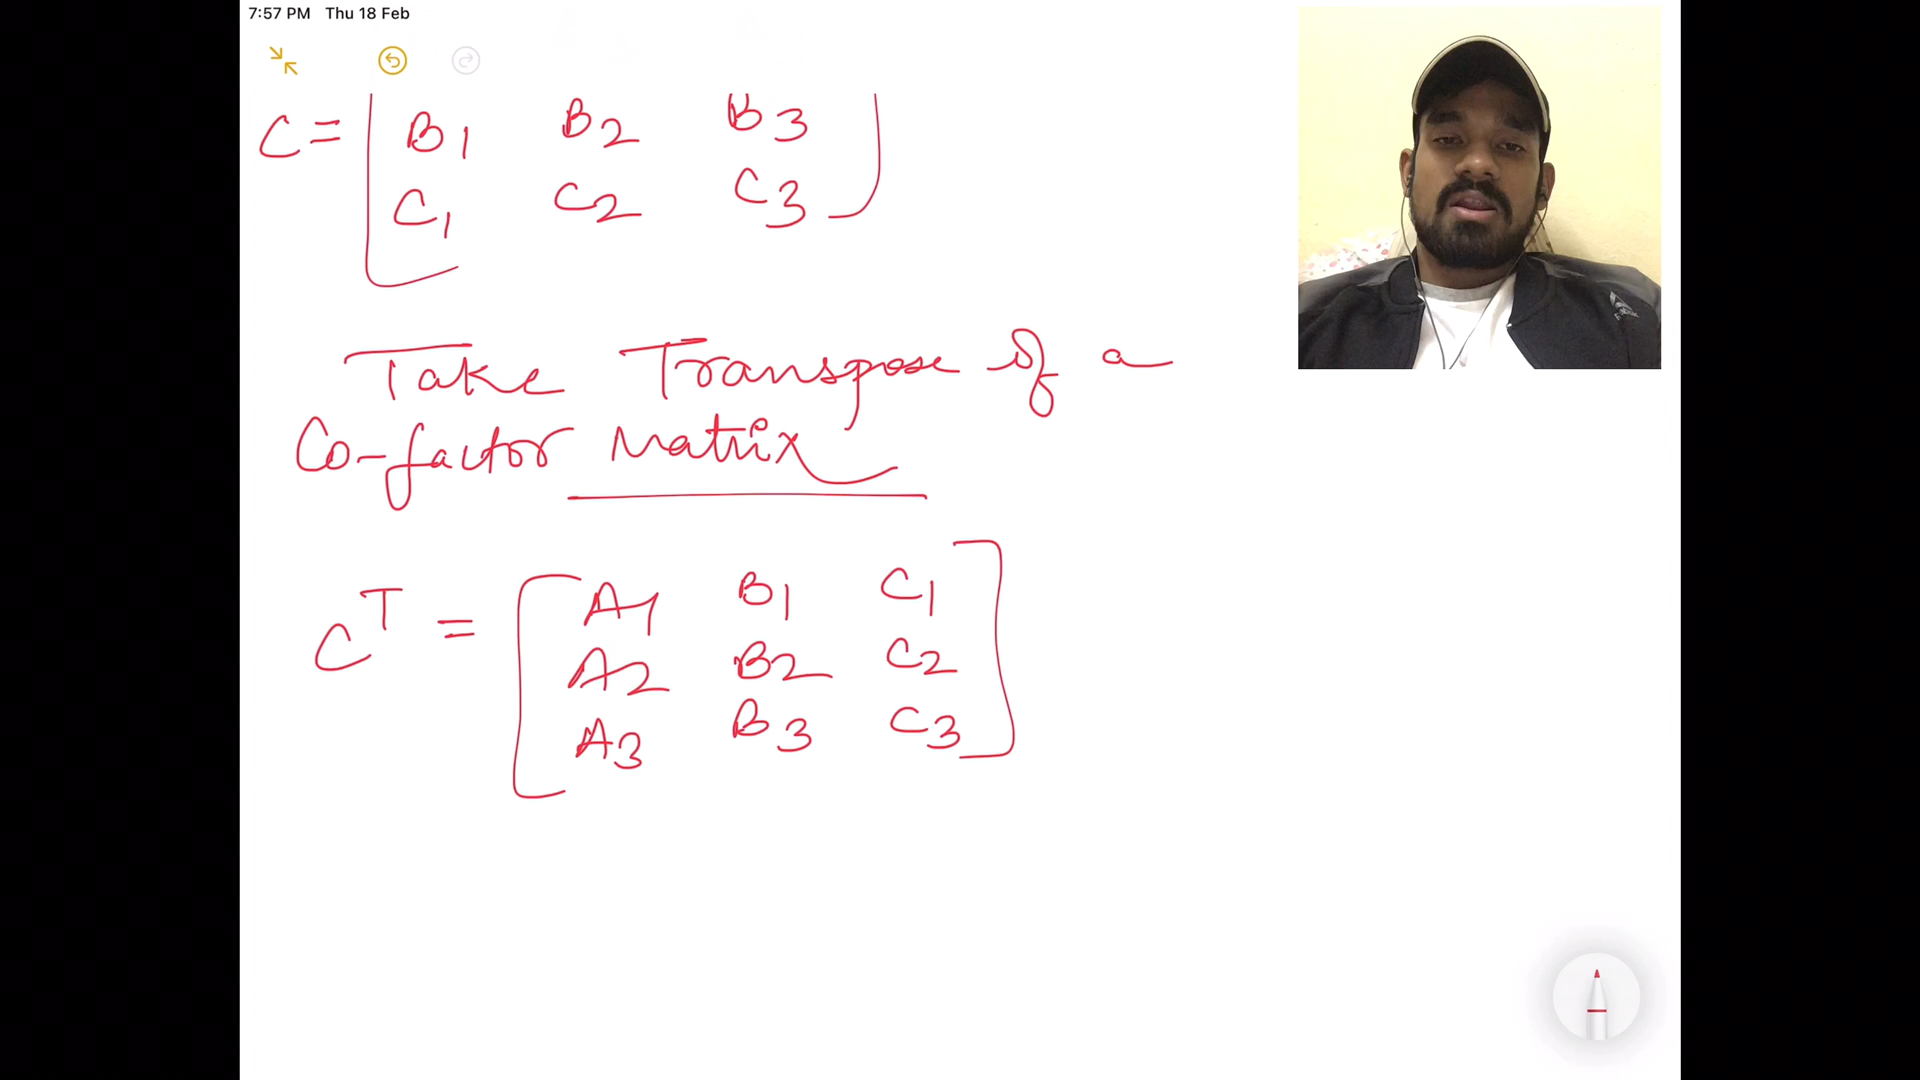 7:57 PM Thu 18 Feb
C = B1 B2 B3
C1 C2 C3
Take Transpose of a
Co-factor Matrix
C^T = A1 B1 C1
A2 B2 C2
A3 B3 C3